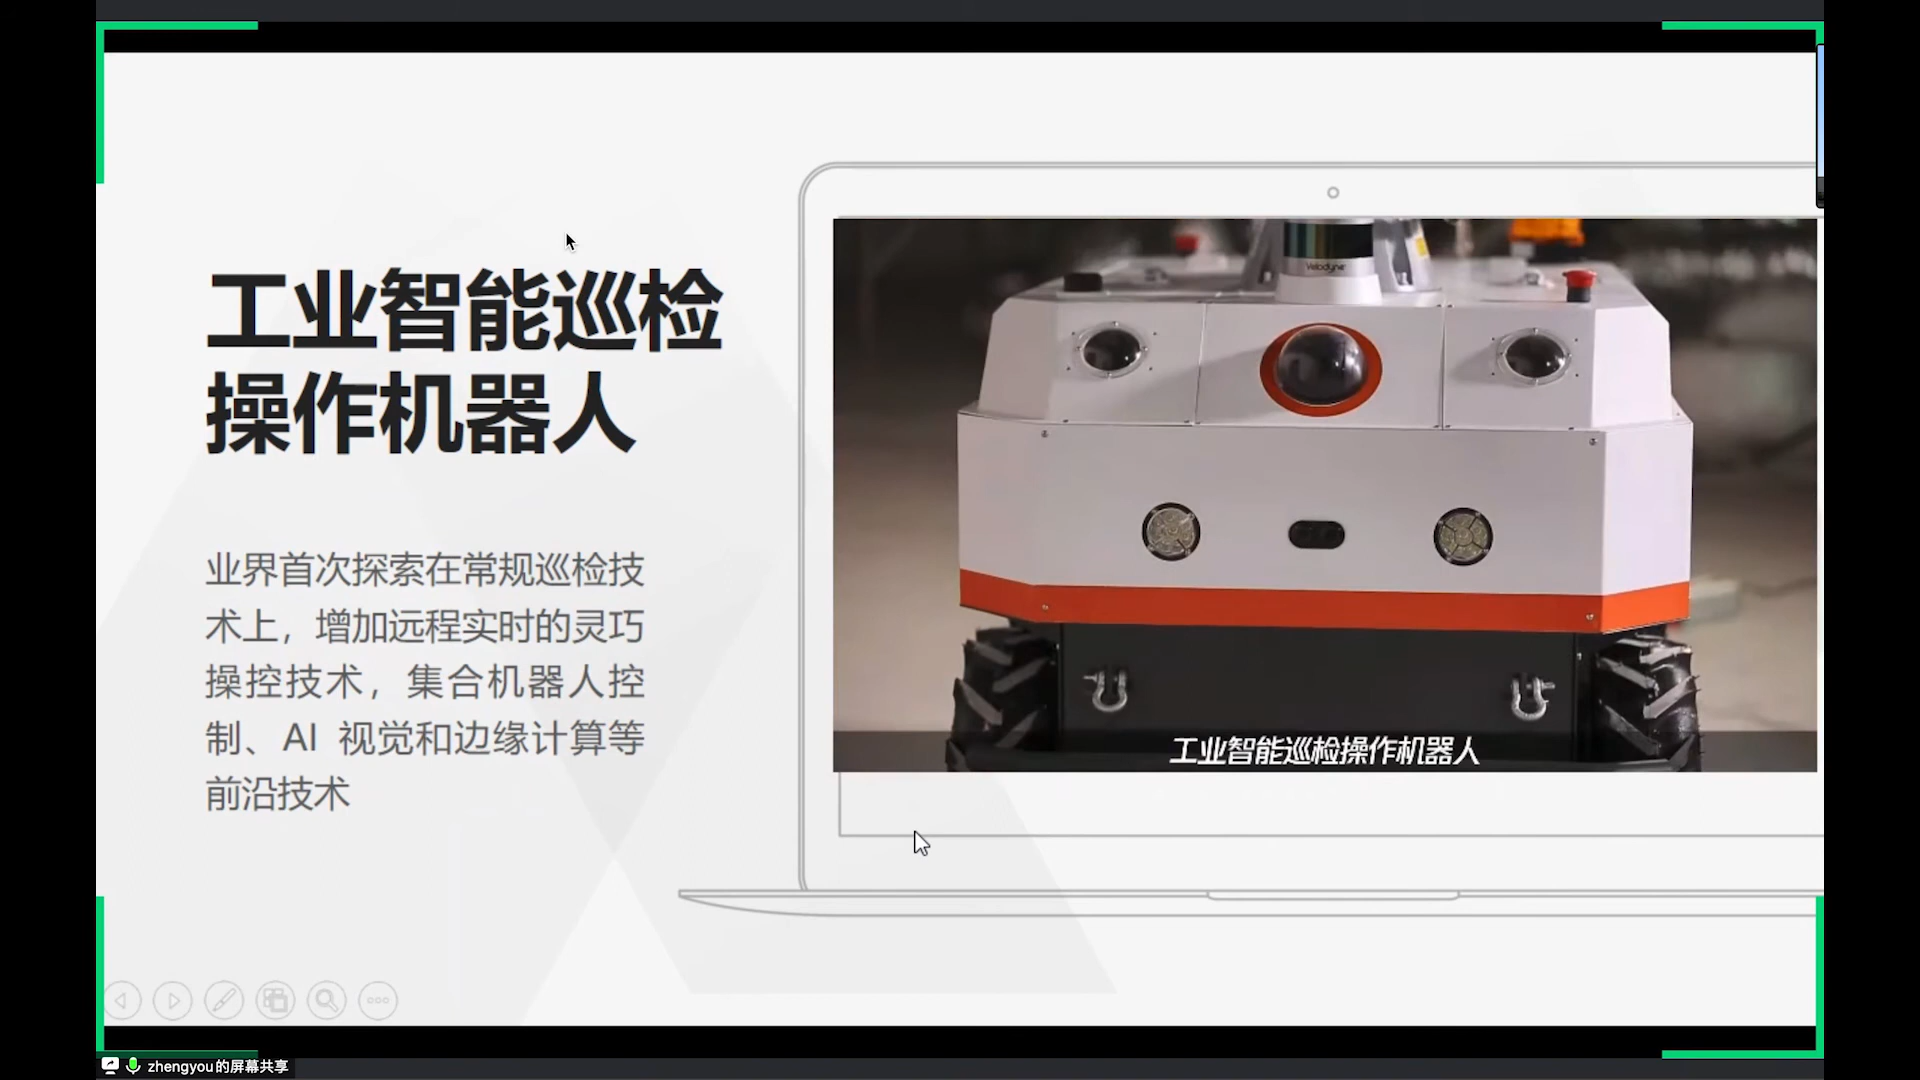 工业智能巡检
操作机器人
业界首次探索在常规巡检技
术上，增加远程实时的灵巧
操控技术，集合机器人控
制、AI 视觉和边缘计算等
前沿技术
Velodyne
工业智能巡检操作机器人
zhengyou的屏幕共享